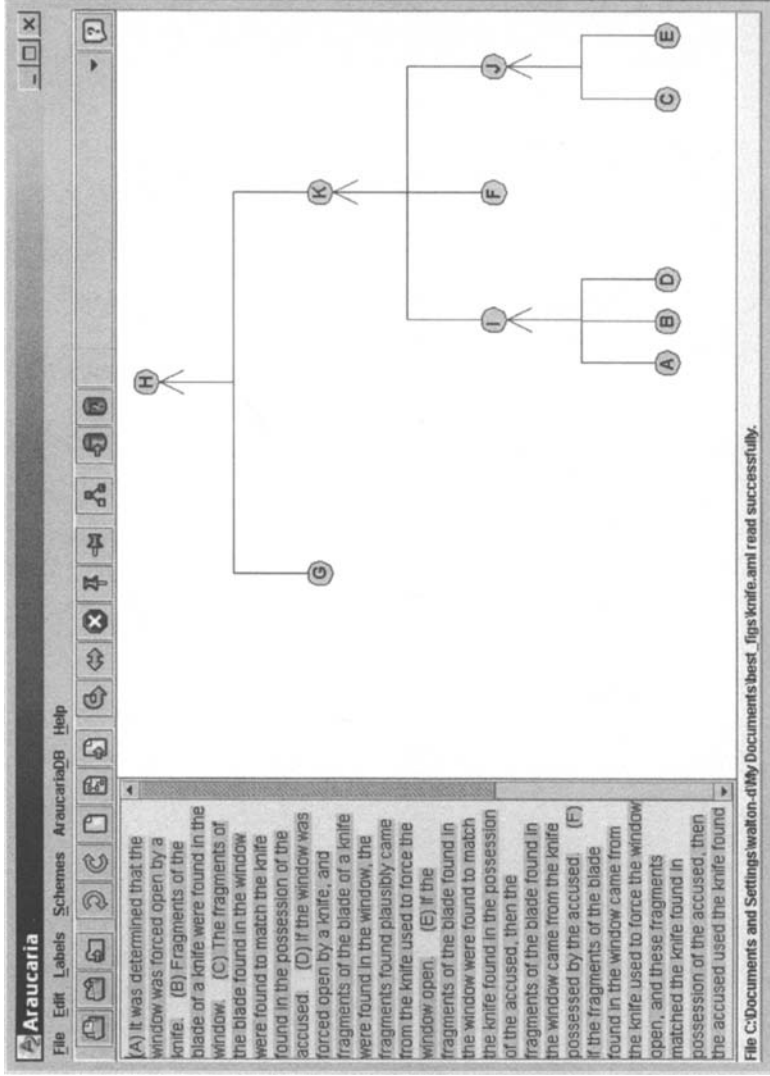 Araucaria
File Edit Labels Schemes AraucariaDB Help
(A) It was determined that the
window was forced open by a
knife. (B) Fragments of the
blade of a knife were found in the
window. (C) The fragments of
the blade found in the window
were found to match the knife
found in the possession of the
accused. (D) If the window was
forced open by a knife, and
fragments of the blade of a knife
were found in the window, the
fragments found plausibly came
from the knife used to force the
window open. (E) If the
fragments of the blade found in
the window were found to match
the knife found in the possession
of the accused, then the
fragments of the blade found in
the window came from the knife
possessed by the accused. (F)
If the fragments of the blade
found in the window came from
the knife used to force the window
open, and these fragments
matched the knife found in
possession of the accused, then
the accused used the knife found
H
G
K
I
F
J
A
B
D
C
E
File C:\Documents and Settings\walton-d\My Documents\best_figs\knife.aml read successfully.